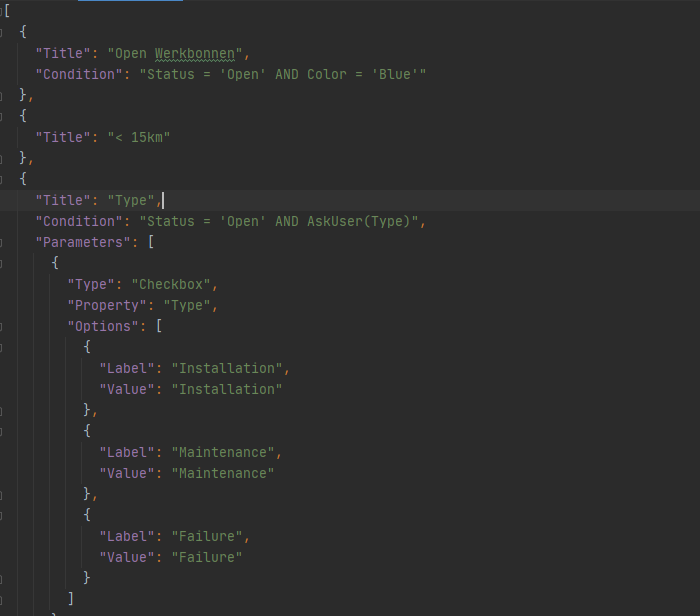 [
{
"Title": "Open Werkbonnen",
"Condition": "Status = 'Open' AND Color = 'Blue'"
},
{
"Title": "< 15km"
},
{
"Title": "Type",
"Condition": "Status = 'Open' AND AskUser(Type)",
"Parameters": [
{
"Type": "Checkbox",
"Property": "Type",
"Options": [
{
"Label": "Installation",
"Value": "Installation"
},
{
"Label": "Maintenance",
"Value": "Maintenance"
},
{
"Label": "Failure",
"Value": "Failure"
}
]
}